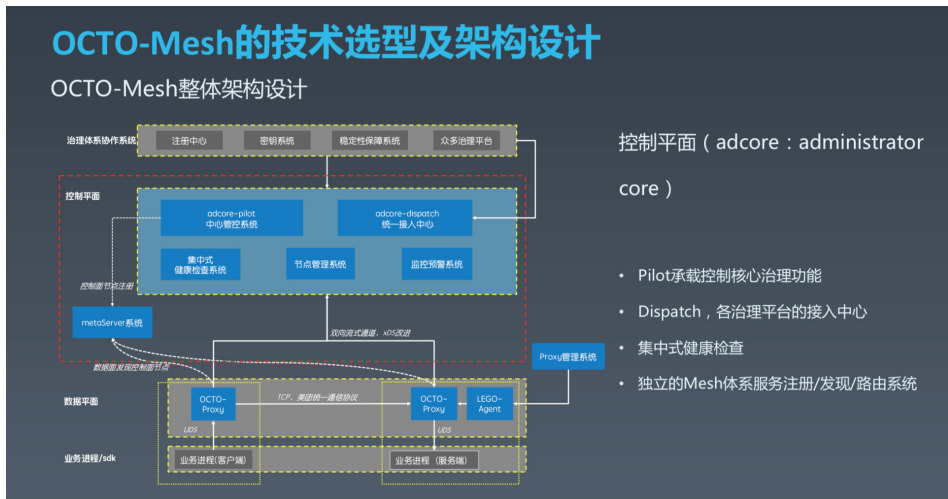 OCTO-Mesh的技术选型及架构设计
OCTO-Mesh整体架构设计
治理体系协作系统
注册中心
密钥系统
稳定性保障系统
众多治理平台
控制平面
adcore-pilot
中心管控系统
adcore-dispatch
统一接入中心
集中式
健康检查系统
节点管理系统
监控预警系统
控制面节点注册
metaServer系统
双向流式通道、xDS改进
数据面发现控制面节点
Proxy管理系统
数据平面
OCTO-
Proxy
TCP、美团统一通信协议
OCTO-
Proxy
LEGO-
Agent
UDS
UDS
业务进程/sdk
业务进程(客户端)
业务进程（服务端）
控制平面（adcore：administrator
core）
• Pilot承载控制核心治理功能
• Dispatch，各治理平台的接入中心
• 集中式健康检查
• 独立的Mesh体系服务注册/发现/路由系统